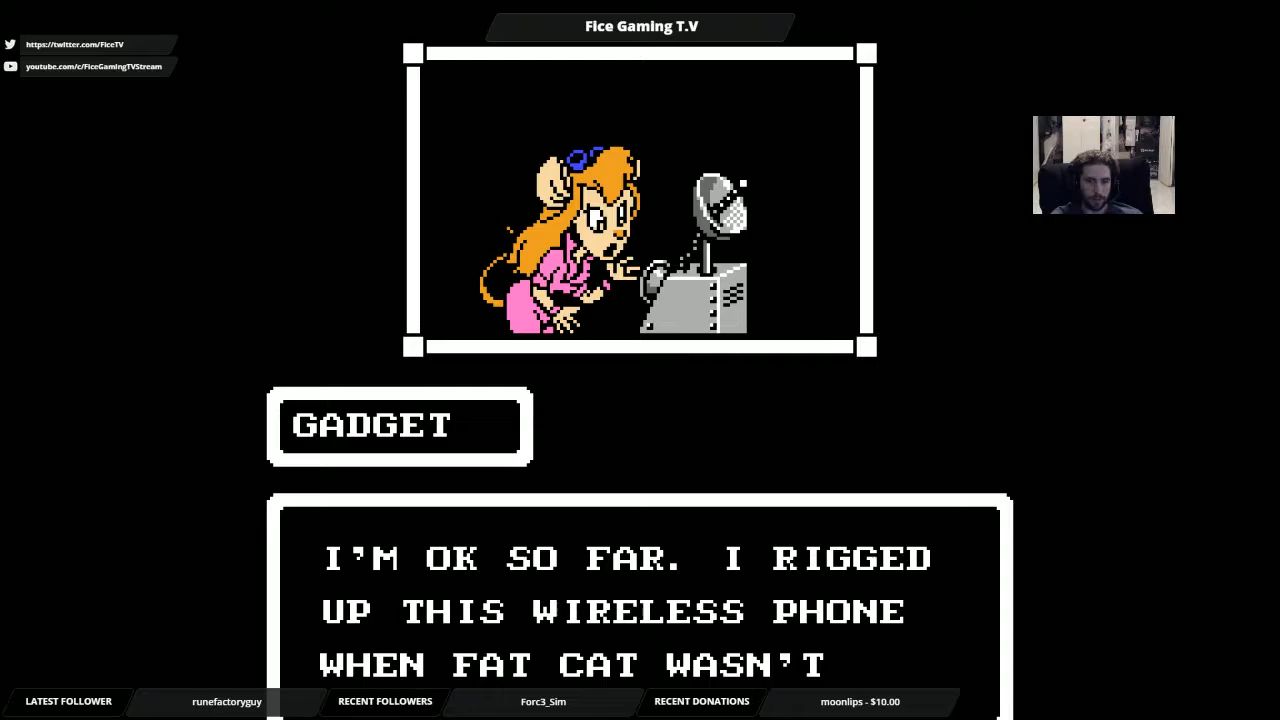 Fice Gaming T.V
https://twitter.com/FiceTV
youtube.com/c/FiceGamingTVStream
GADGET
I'M OK SO FAR. I RIGGED
UP THIS WIRELESS PHONE
WHEN FAT CAT WASN'T
LATEST FOLLOWER runefactoryguy RECENT FOLLOWERS Forc3_Sim RECENT DONATIONS moonlips - $10.00